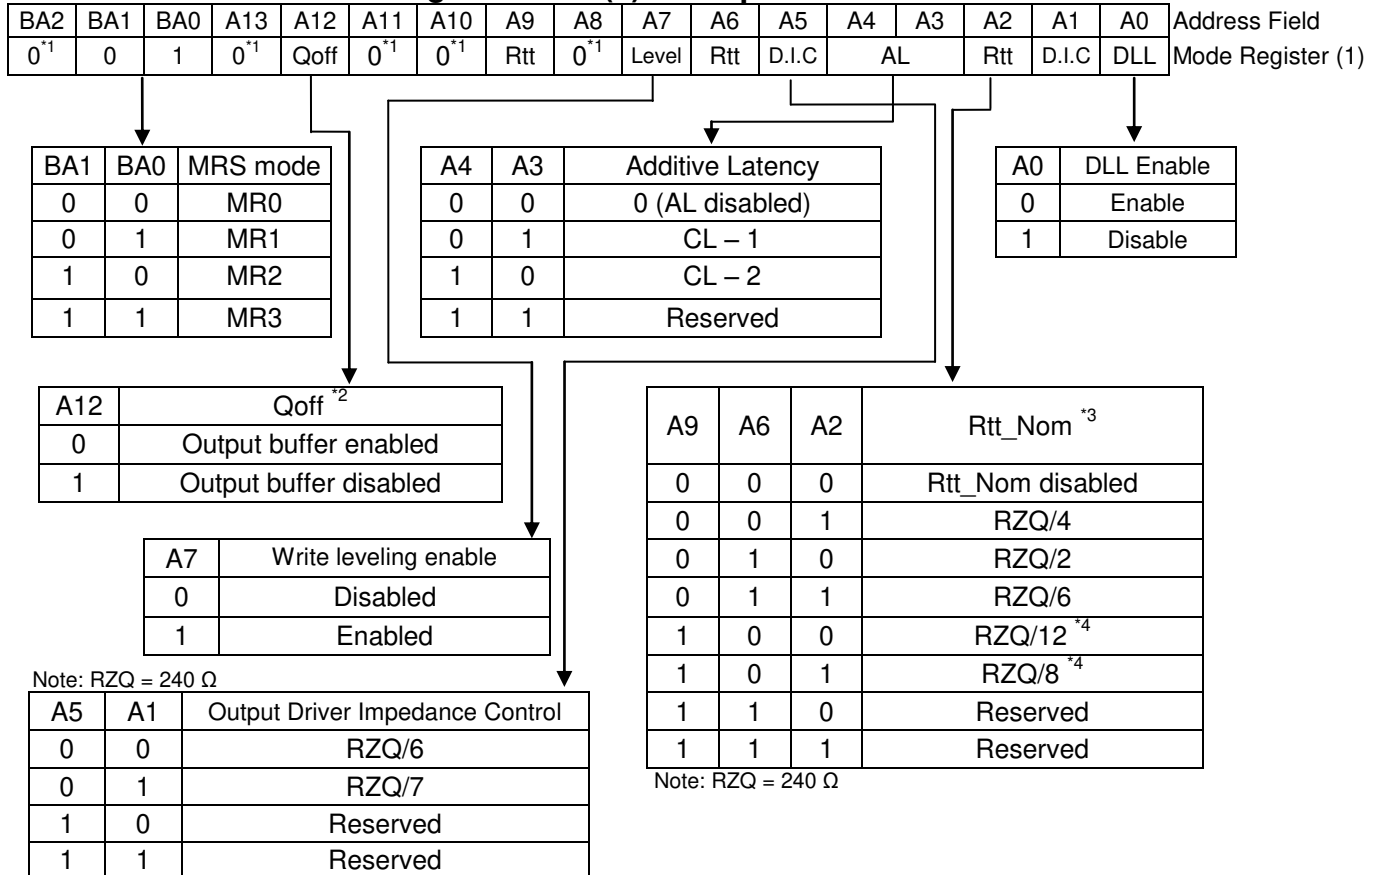 BA2 BA1 BA0 A13 A12 A11 A10 A9 A8 A7 A6 A5 A4 A3 A2 A1 A0 Address Field
0*1 0 1 0*1 Qoff 0*1 0*1 Rtt 0*1 Level Rtt D.I.C AL Rtt D.I.C DLL Mode Register (1)
BA1 BA0 MRS mode
0 0 MR0
0 1 MR1
1 0 MR2
1 1 MR3
A4 A3 Additive Latency
0 0 0 (AL disabled)
0 1 CL – 1
1 0 CL – 2
1 1 Reserved
A0 DLL Enable
0 Enable
1 Disable
A12 Qoff *2
0 Output buffer enabled
1 Output buffer disabled
A7 Write leveling enable
0 Disabled
1 Enabled
A9 A6 A2 Rtt_Nom *3
0 0 0 Rtt_Nom disabled
0 0 1 RZQ/4
0 1 0 RZQ/2
0 1 1 RZQ/6
1 0 0 RZQ/12 *4
1 0 1 RZQ/8 *4
1 1 0 Reserved
1 1 1 Reserved
Note: RZQ = 240 Ω
Note: RZQ = 240 Ω
A5 A1 Output Driver Impedance Control
0 0 RZQ/6
0 1 RZQ/7
1 0 Reserved
1 1 Reserved